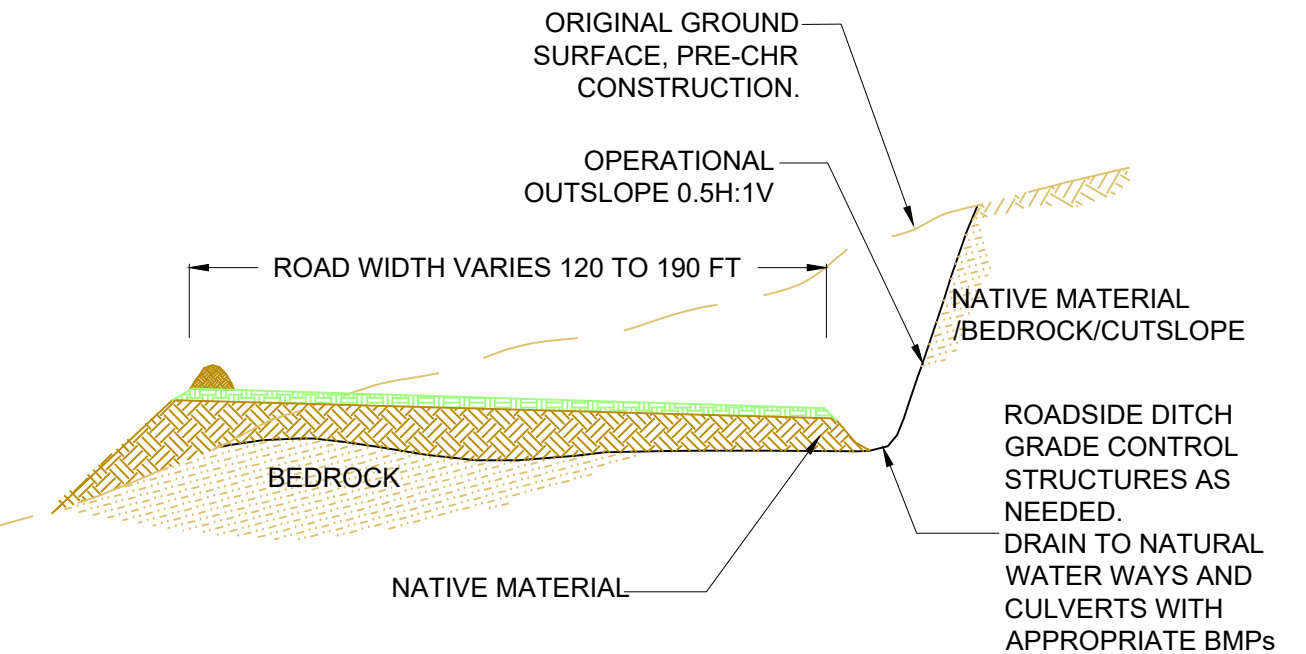 ORIGINAL GROUND
SURFACE, PRE-CHR
CONSTRUCTION.
OPERATIONAL
OUTSLOPE 0.5H:1V
ROAD WIDTH VARIES 120 TO 190 FT
NATIVE MATERIAL
/BEDROCK/CUTSLOPE
ROADSIDE DITCH
GRADE CONTROL
STRUCTURES AS
NEEDED.
DRAIN TO NATURAL
WATER WAYS AND
CULVERTS WITH
APPROPRIATE BMPs
BEDROCK
NATIVE MATERIAL